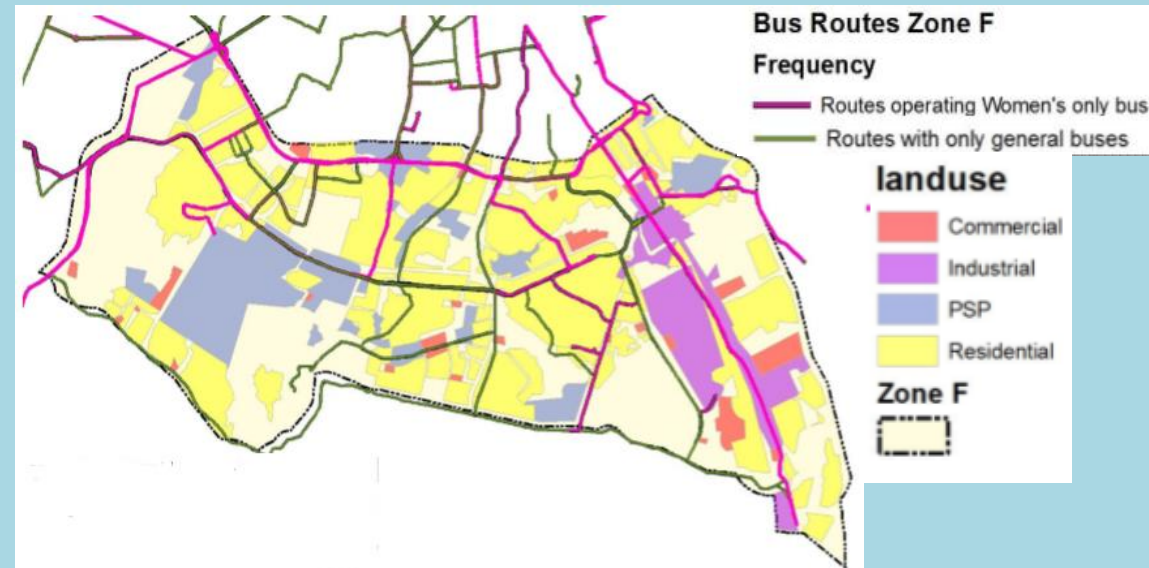 Bus Routes Zone F
Frequency
Routes operating Women's only bus
Routes with only general buses
landuse
Commercial
Industrial
PSP
Residential
Zone F